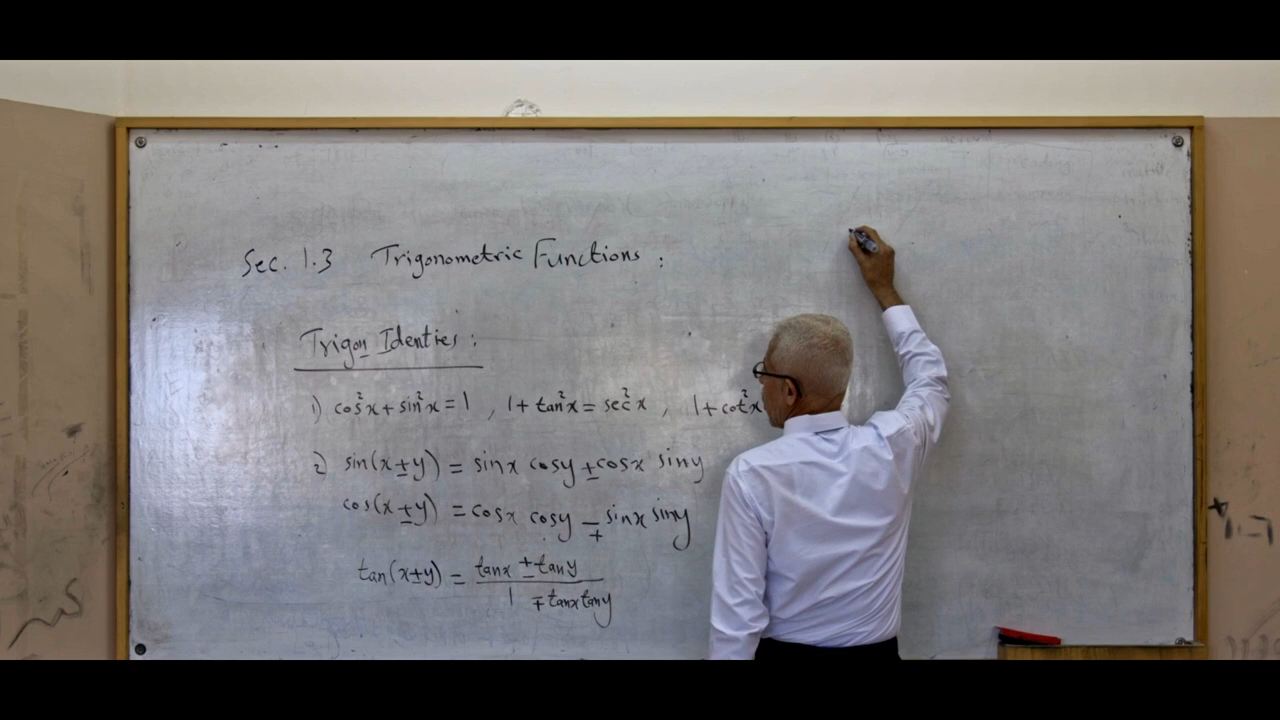 Sec. 1.3 Trigonometric Functions :
Trigon Identies :
1) cos²x + sin²x = 1 , 1 + tan²x = sec²x , 1 + cot²x
2) sin(x ± y) = sinx cosy ± cosx siny
cos(x ± y) = cosx cosy ∓ sinx siny
tan(x ± y) = tanx ± tany
1 ∓ tanx tany